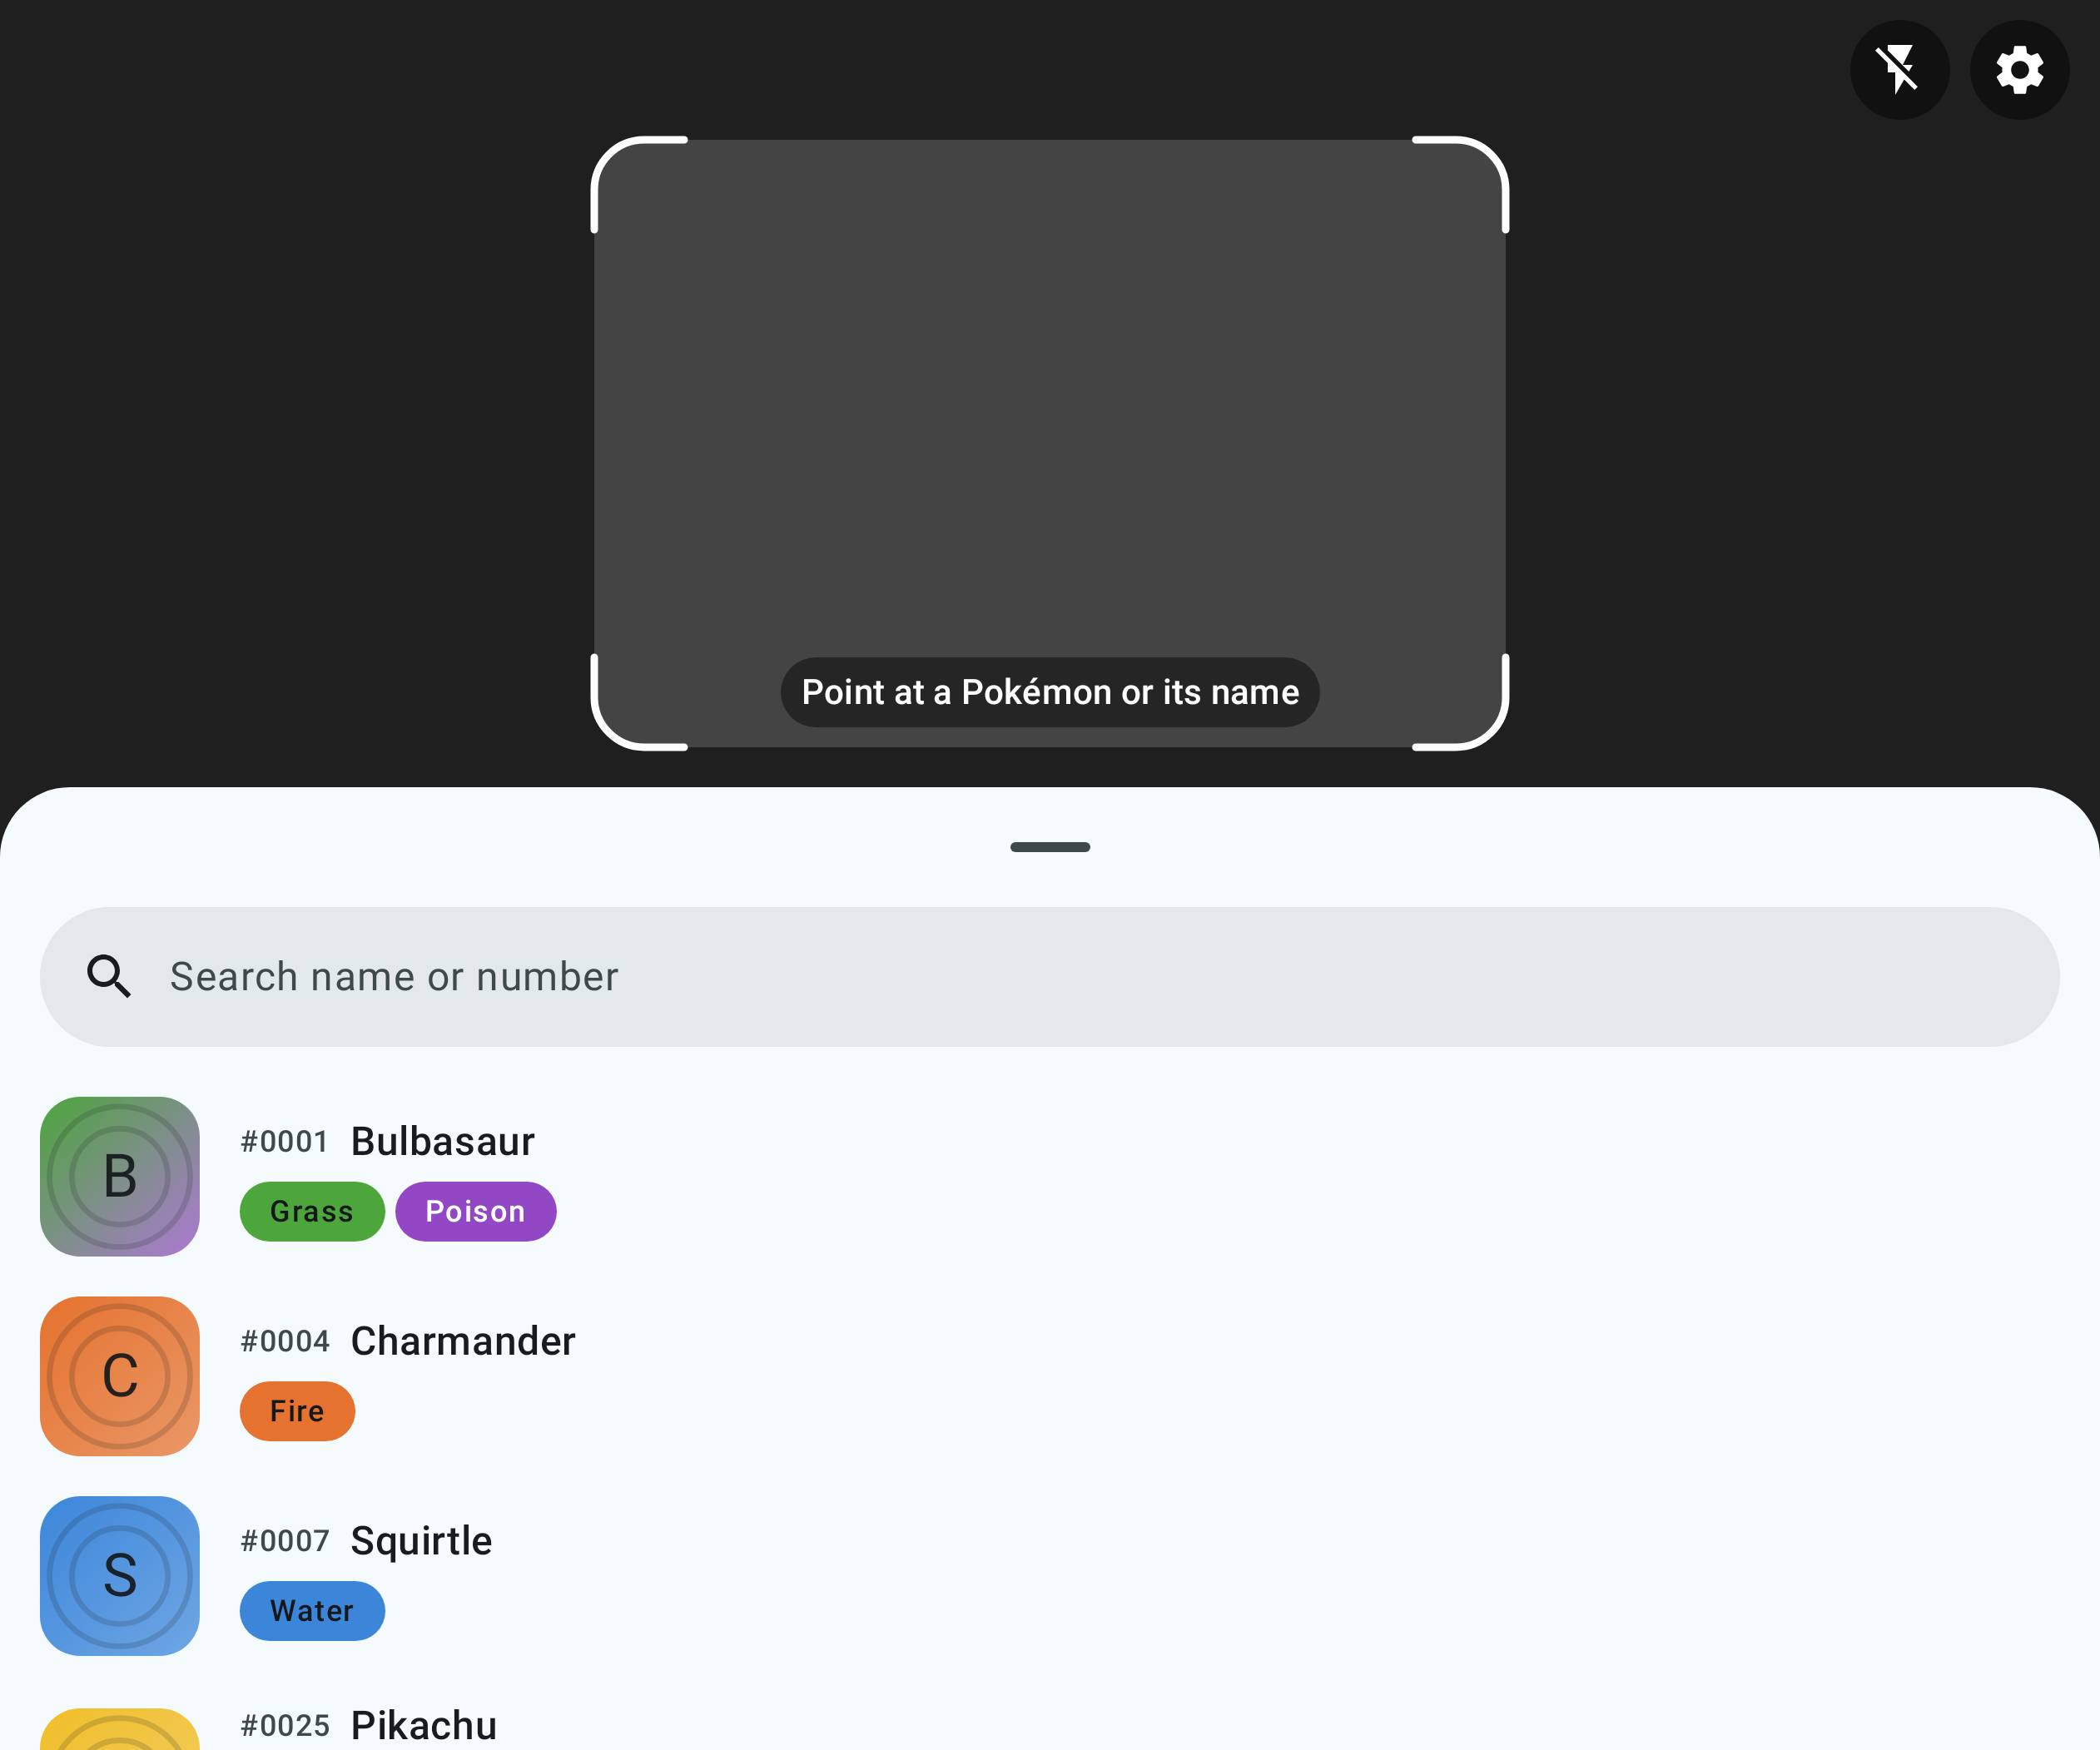 Point at a Pokémon or its name
Search name or number
B
#0001 Bulbasaur
Grass Poison
C
#0004 Charmander
Fire
S
#0007 Squirtle
Water
#0025 Pikachu